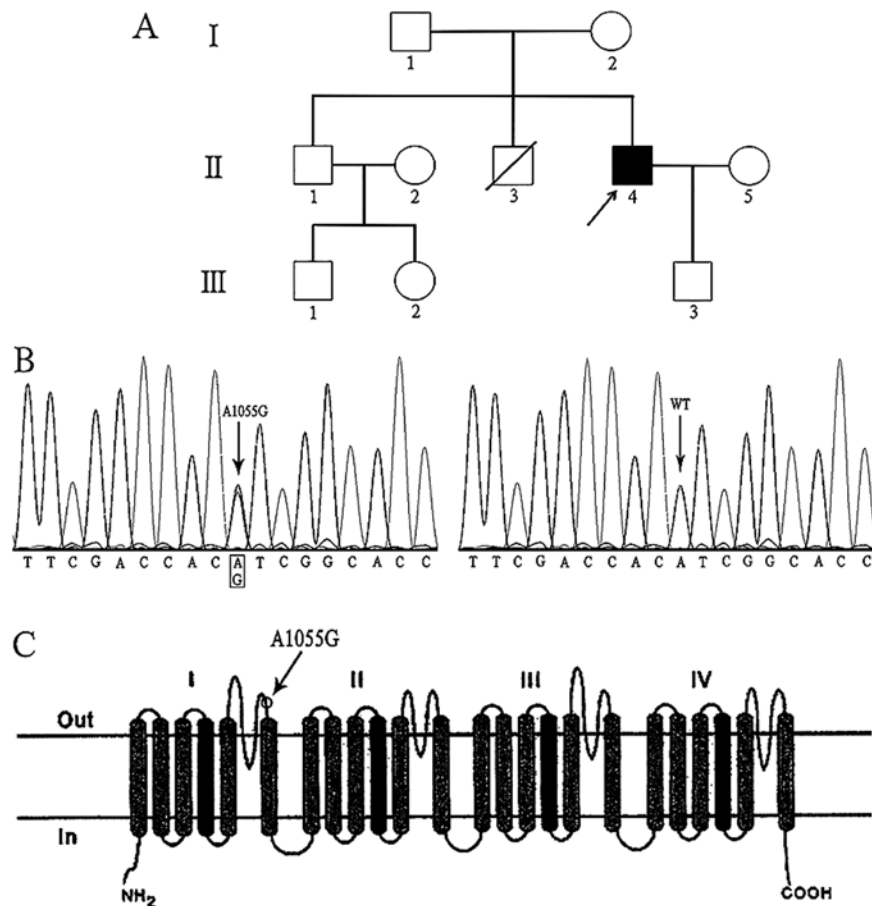 A
I
1 2
II
1 2 3 4 5
III
1 2 3
B
A1055G
WT
T T C G A C C A C A T C G G C A C C
G
T T C G A C C A C A T C G G C A C C
C
A1055G
I II III IV
Out
In
NH2
COOH